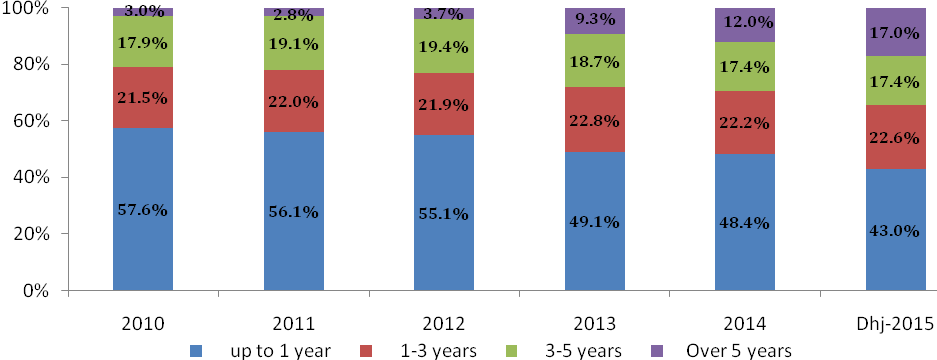 100%
3.0% 2.8% 3.7% 9.3% 12.0% 17.0%
80%
17.9% 19.1% 19.4% 18.7% 17.4% 17.4%
60%
21.5% 22.0% 21.9% 22.8% 22.2% 22.6%
40%
57.6% 56.1% 55.1% 49.1% 48.4% 43.0%
20%
0%
2010 2011 2012 2013 2014 Dhj-2015
up to 1 year 1-3 years 3-5 years Over 5 years